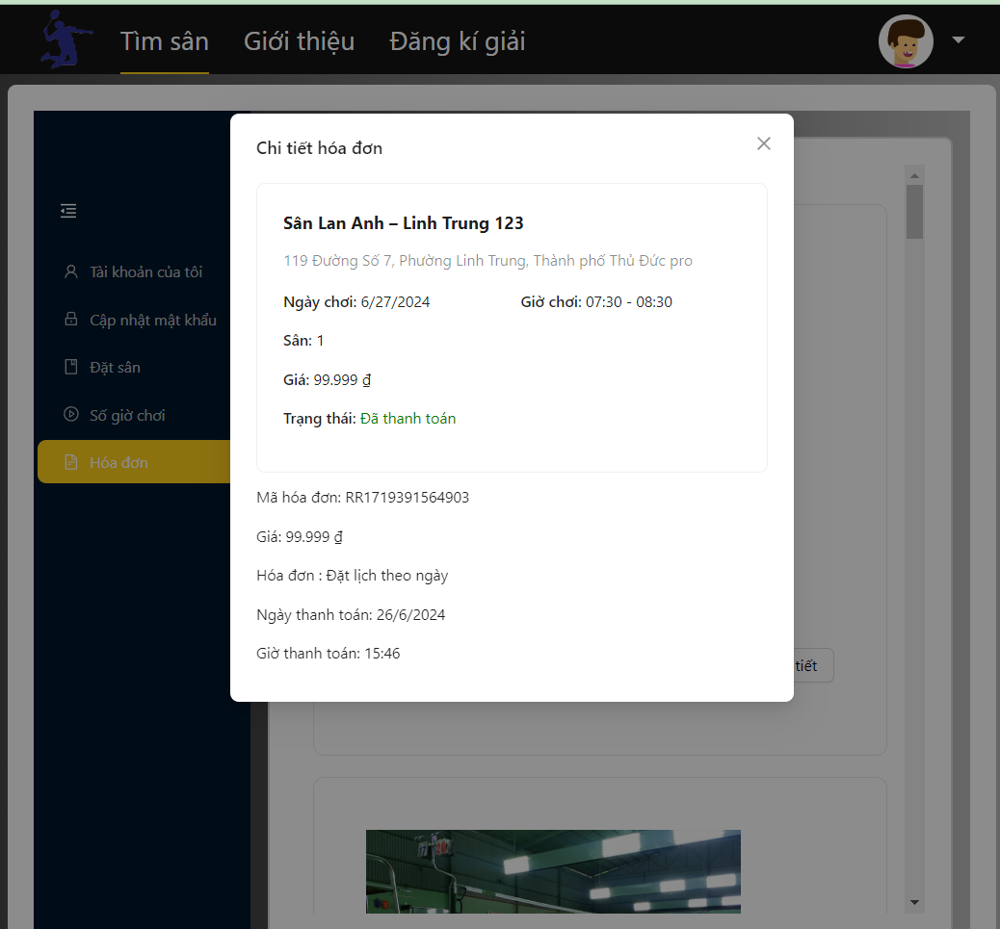 Tìm sân Giới thiệu Đăng kí giải
Chi tiết hóa đơn
Sân Lan Anh – Linh Trung 123
119 Đường Số 7, Phường Linh Trung, Thành phố Thủ Đức pro
Ngày chơi: 6/27/2024 Giờ chơi: 07:30 - 08:30
Sân: 1
Giá: 99.999 ₫
Trạng thái: Đã thanh toán
Mã hóa đơn: RR1719391564903
Giá: 99.999 ₫
Hóa đơn : Đặt lịch theo ngày
Ngày thanh toán: 26/6/2024
Giờ thanh toán: 15:46
Tài khoản của tôi
Cập nhật mật khẩu
Đặt sân
Số giờ chơi
Hóa đơn
tiết